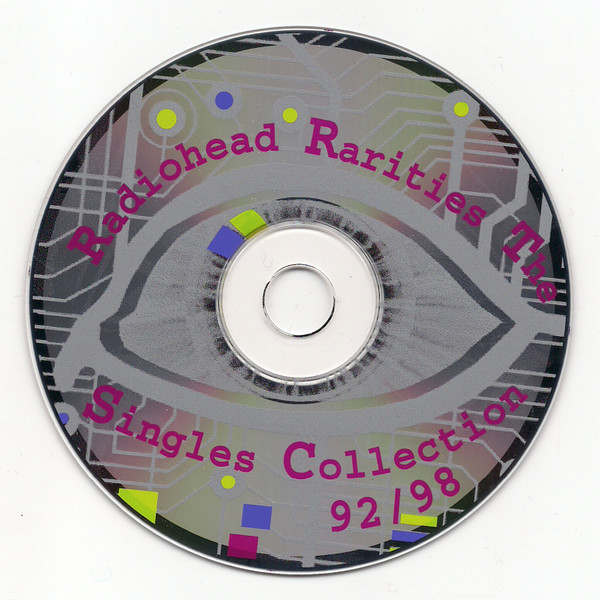 Radiohead Rarities The
Singles Collection
92/98